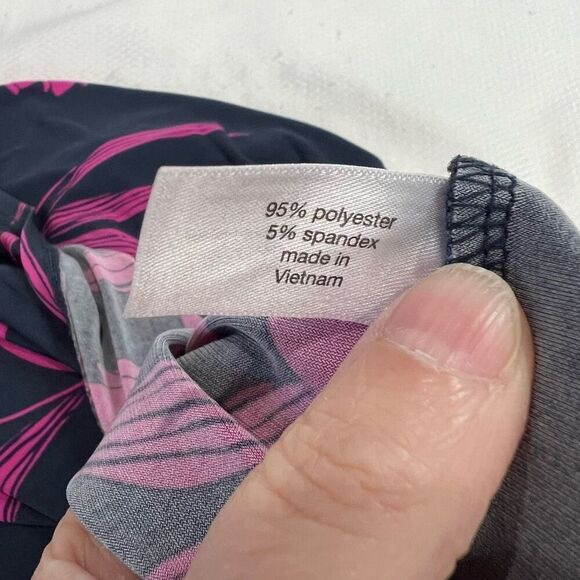 95% polyester
5% spandex
made in
Vietnam